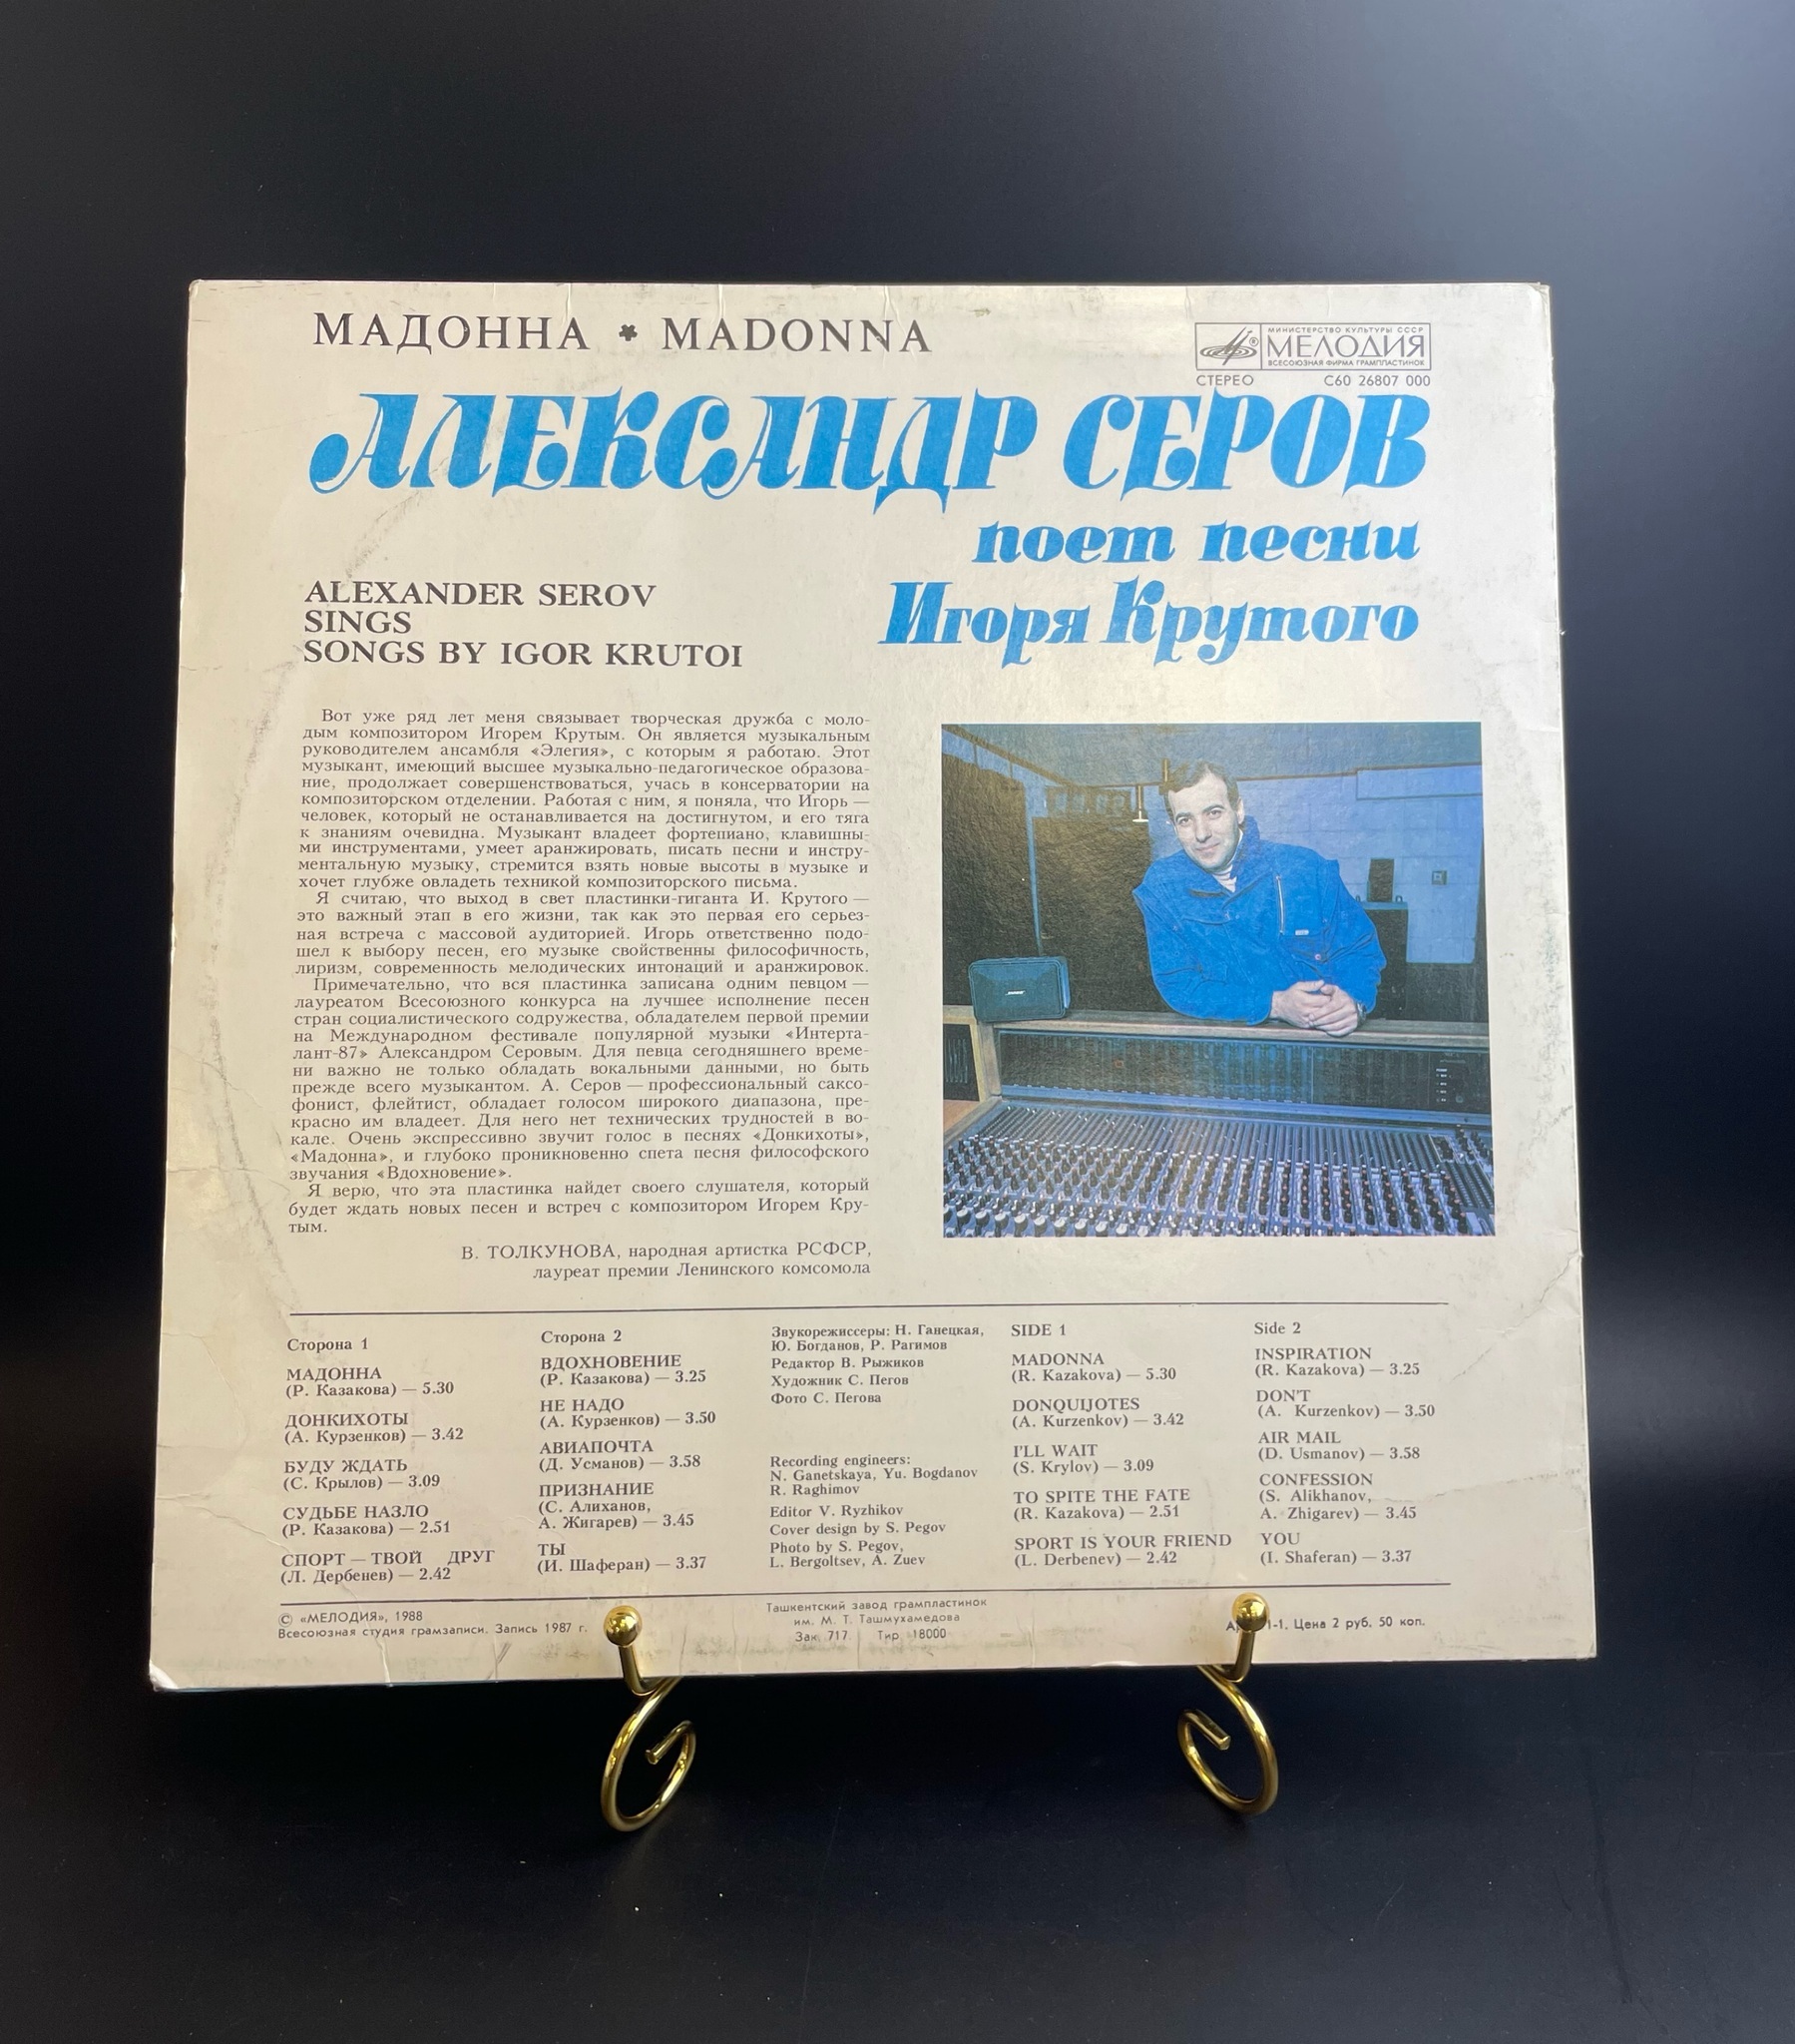 МАДОННА * MADONNA
МИНИСТЕРСТВО КУЛЬТУРЫ СССР
МЕЛОДИЯ
ВСЕСОЮЗНАЯ ФИРМА ГРАМПЛАСТИНОК
СТЕРЕО С60 26807 000
АЛЕКСАНДР СЕРОВ
поет песни
Игоря Крутого
ALEXANDER SEROV
SINGS
SONGS BY IGOR KRUTOI
Вот уже ряд лет меня связывает творческая дружба с моло-
дым композитором Игорем Крутым. Он является музыкальным
руководителем ансамбля «Элегия», с которым я работаю. Этот
музыкант, имеющий высшее музыкально-педагогическое образова-
ние, продолжает совершенствоваться, учась в консерватории на
композиторском отделении. Работая с ним, я поняла, что Игорь —
человек, который не останавливается на достигнутом, и его тяга
к знаниям очевидна. Музыкант владеет фортепиано, клавишны-
ми инструментами, умеет аранжировать, писать песни и инстру-
ментальную музыку, стремится взять новые высоты в музыке и
хочет глубже овладеть техникой композиторского письма.
Я считаю, что выход в свет пластинки-гиганта И. Крутого —
это важный этап в его жизни, так как это первая его серьез-
ная встреча с массовой аудиторией. Игорь ответственно подо-
шел к выбору песен, его музыке свойственны философичность,
лиризм, современность мелодических интонаций и аранжировок.
Примечательно, что вся пластинка записана одним певцом —
лауреатом Всесоюзного конкурса на лучшее исполнение песен
стран социалистического содружества, обладателем первой премии
на Международном фестивале популярной музыки «Интерта-
лант-87» Александром Серовым. Для певца сегодняшнего време-
ни важно не только обладать вокальными данными, но быть
прежде всего музыкантом. А. Серов — профессиональный саксо-
фонист, флейтист, обладает голосом широкого диапазона, пре-
красно им владеет. Для него нет технических трудностей в во-
кале. Очень экспрессивно звучит голос в песнях «Донкихоты»,
«Мадонна», и глубоко проникновенно спета песня философского
звучания «Вдохновение».
Я верю, что эта пластинка найдет своего слушателя, который
будет ждать новых песен и встреч с композитором Игорем Кру-
тым.
В. ТОЛКУНОВА, народная артистка РСФСР,
лауреат премии Ленинского комсомола
Сторона 1
МАДОННА
(Р. Казакова) — 5.30
ДОНКИХОТЫ
(А. Курзенков) — 3.42
БУДУ ЖДАТЬ
(С. Крылов) — 3.09
СУДЬБЕ НАЗЛО
(Р. Казакова) — 2.51
СПОРТ — ТВОЙ ДРУГ
(Л. Дербенев) — 2.42
Сторона 2
ВДОХНОВЕНИЕ
(Р. Казакова) — 3.25
НЕ НАДО
(А. Курзенков) — 3.50
АВИАПОЧТА
(Д. Усманов) — 3.58
ПРИЗНАНИЕ
(С. Алиханов,
А. Жигарев) — 3.45
ТЫ
(И. Шаферан) — 3.37
Звукорежиссеры: Н. Ганецкая,
Ю. Богданов, Р. Рагимов
Редактор В. Рыжиков
Художник С. Пегов
Фото С. Пегова
Recording engineers:
N. Ganetskaya, Yu. Bogdanov
R. Raghimov
Editor V. Ryzhikov
Cover design by S. Pegov
Photo by S. Pegov,
L. Bergoltsev, A. Zuev
SIDE 1
MADONNA
(R. Kazakova) — 5.30
DONQUIJOTES
(A. Kurzenkov) — 3.42
I'LL WAIT
(S. Krylov) — 3.09
TO SPITE THE FATE
(R. Kazakova) — 2.51
SPORT IS YOUR FRIEND
(L. Derbenev) — 2.42
Side 2
INSPIRATION
(R. Kazakova) — 3.25
DON'T
(A. Kurzenkov) — 3.50
AIR MAIL
(D. Usmanov) — 3.58
CONFESSION
(S. Alikhanov,
A. Zhigarev) — 3.45
YOU
(I. Shaferan) — 3.37
© «МЕЛОДИЯ», 1988
Всесоюзная студия грамзаписи. Запись 1987 г.
Ташкентский завод грампластинок
им. М. Т. Ташмухамедова
Зак. 717 Тир. 18000
1-1. Цена 2 руб. 50 коп.